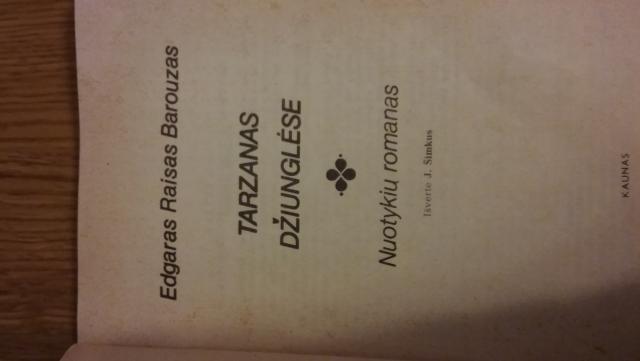 Edgaras Raisas Barouzas
TARZANAS
DŽIUNGLĖSE
Nuotykių romanas
Išvertė J. Šimkus
KAUNAS